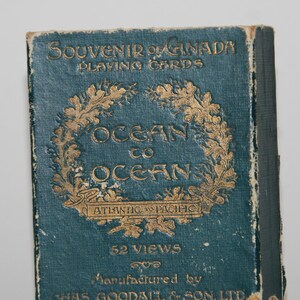 SOUVENIR OF CANADA
PLAYING CARDS
OCEAN
TO
OCEAN
ATLANTIC TO PACIFIC
52 VIEWS
Manufactured by
CHAS GOODALL & SON LTD